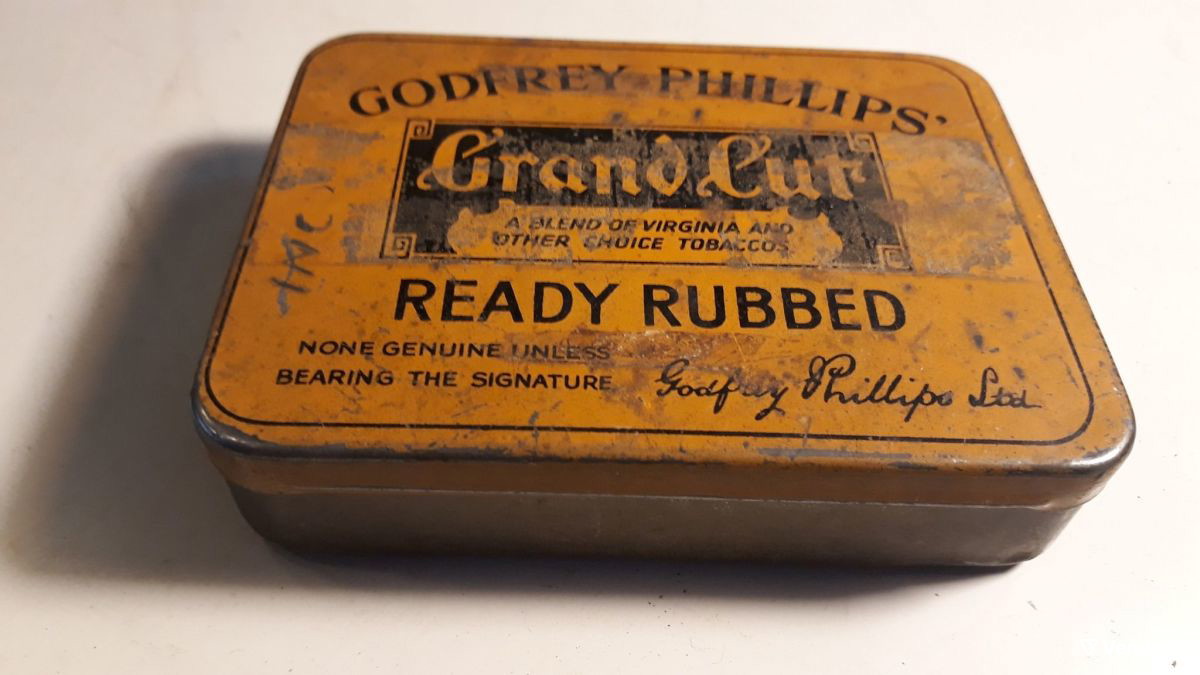 GODFREY PHILLIPS'
Grand Cut
A BLEND OF VIRGINIA AND
OTHER CHOICE TOBACCOS
READY RUBBED
NONE GENUINE UNLESS
BEARING THE SIGNATURE Godfrey Phillips Ltd.